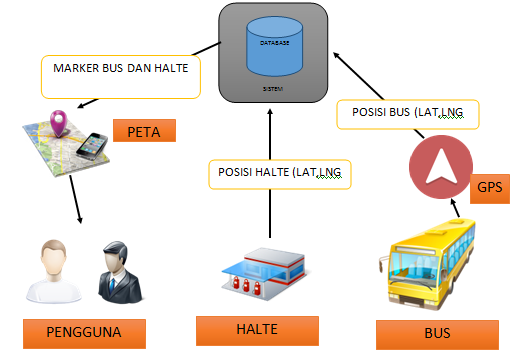 DATABASE
SISTEM
MARKER BUS DAN HALTE
PETA
POSISI BUS (LAT,LNG
POSISI HALTE (LAT,LNG
GPS
PENGGUNA
HALTE
BUS